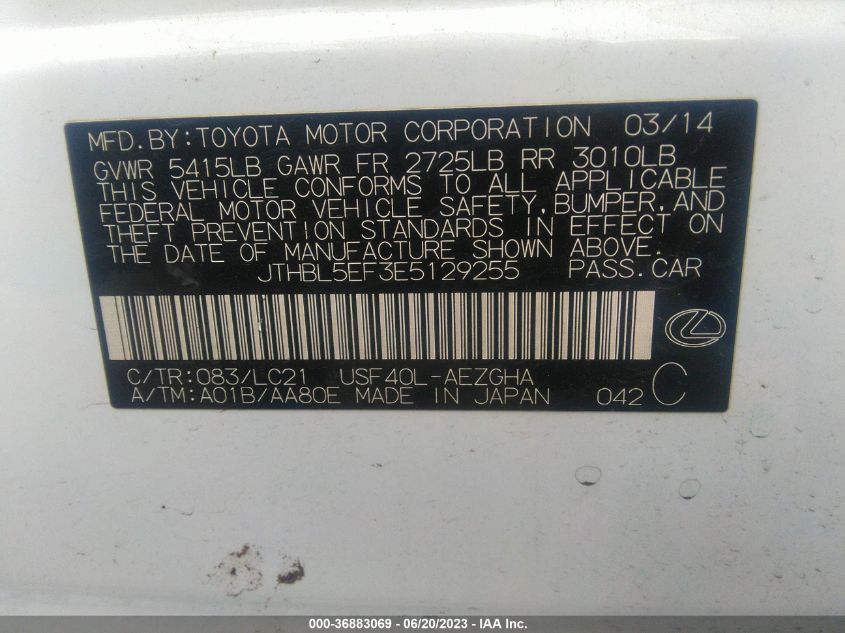 MFD. BY: TOYOTA MOTOR CORPORATION 03/14
GVWR 5415LB GAWR FR 2725LB RR 3010LB
THIS VEHICLE CONFORMS TO ALL APPLICABLE
FEDERAL MOTOR VEHICLE SAFETY, BUMPER, AND
THEFT PREVENTION STANDARDS IN EFFECT ON
THE DATE OF MANUFACTURE SHOWN ABOVE.
JTHBL5EF3E5129255 PASS. CAR
C/TR: 083/LC21 USF40L-AEZGHA
A/TM: A01B/AA80E MADE IN JAPAN 042 C
000-36883069 - 06/20/2023 - IAA Inc.